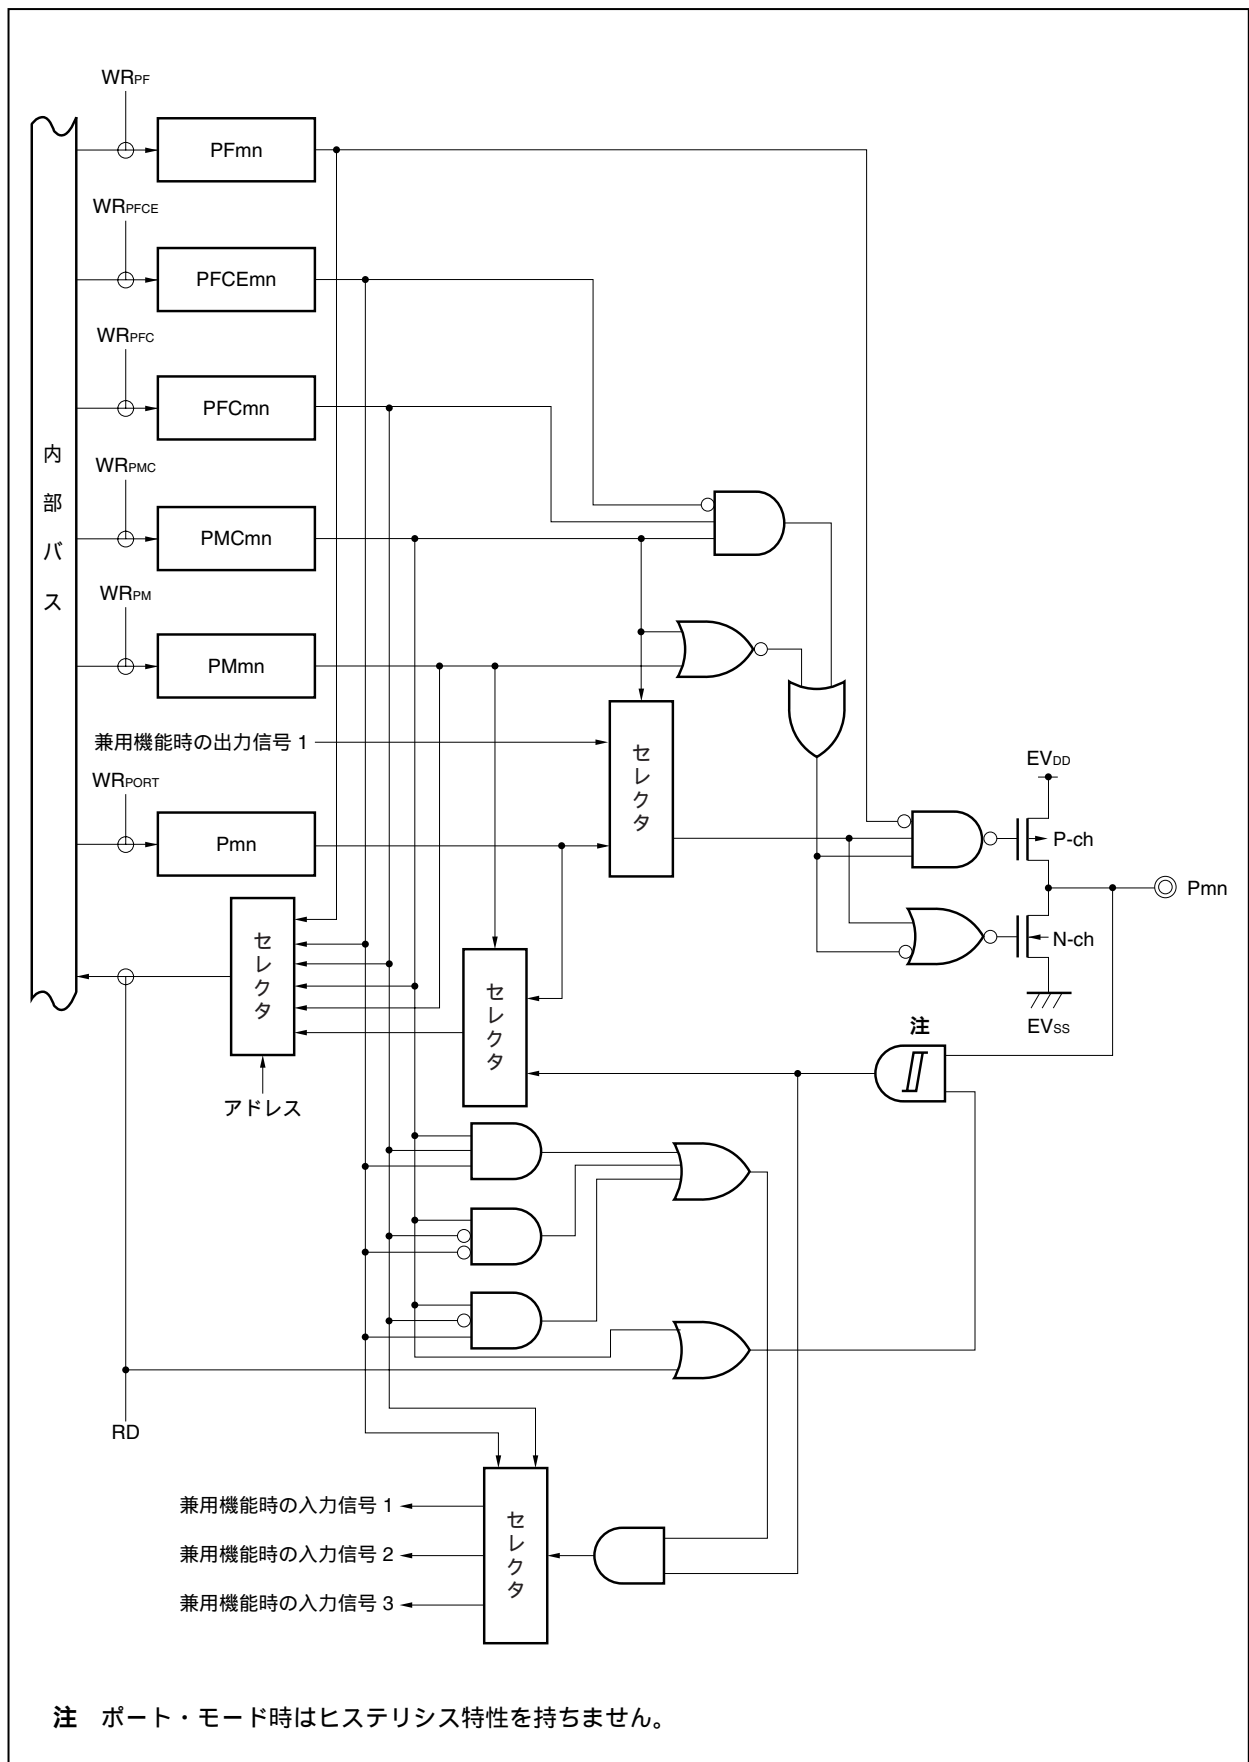 WRPF
PFmn
WRPFCE
PFCEmn
WRPFC
PFCmn
内部バス
WRPMC
PMCmn
WRPM
PMmn
兼用機能時の出力信号 1
セレクタ
WRPORT
Pmn
EVDD
P-ch
Pmn
N-ch
EVSS
セレクタ
セレクタ
アドレス
注
RD
兼用機能時の入力信号 1
兼用機能時の入力信号 2
兼用機能時の入力信号 3
セレクタ
注 ポート・モード時はヒステリシス特性を持ちません。